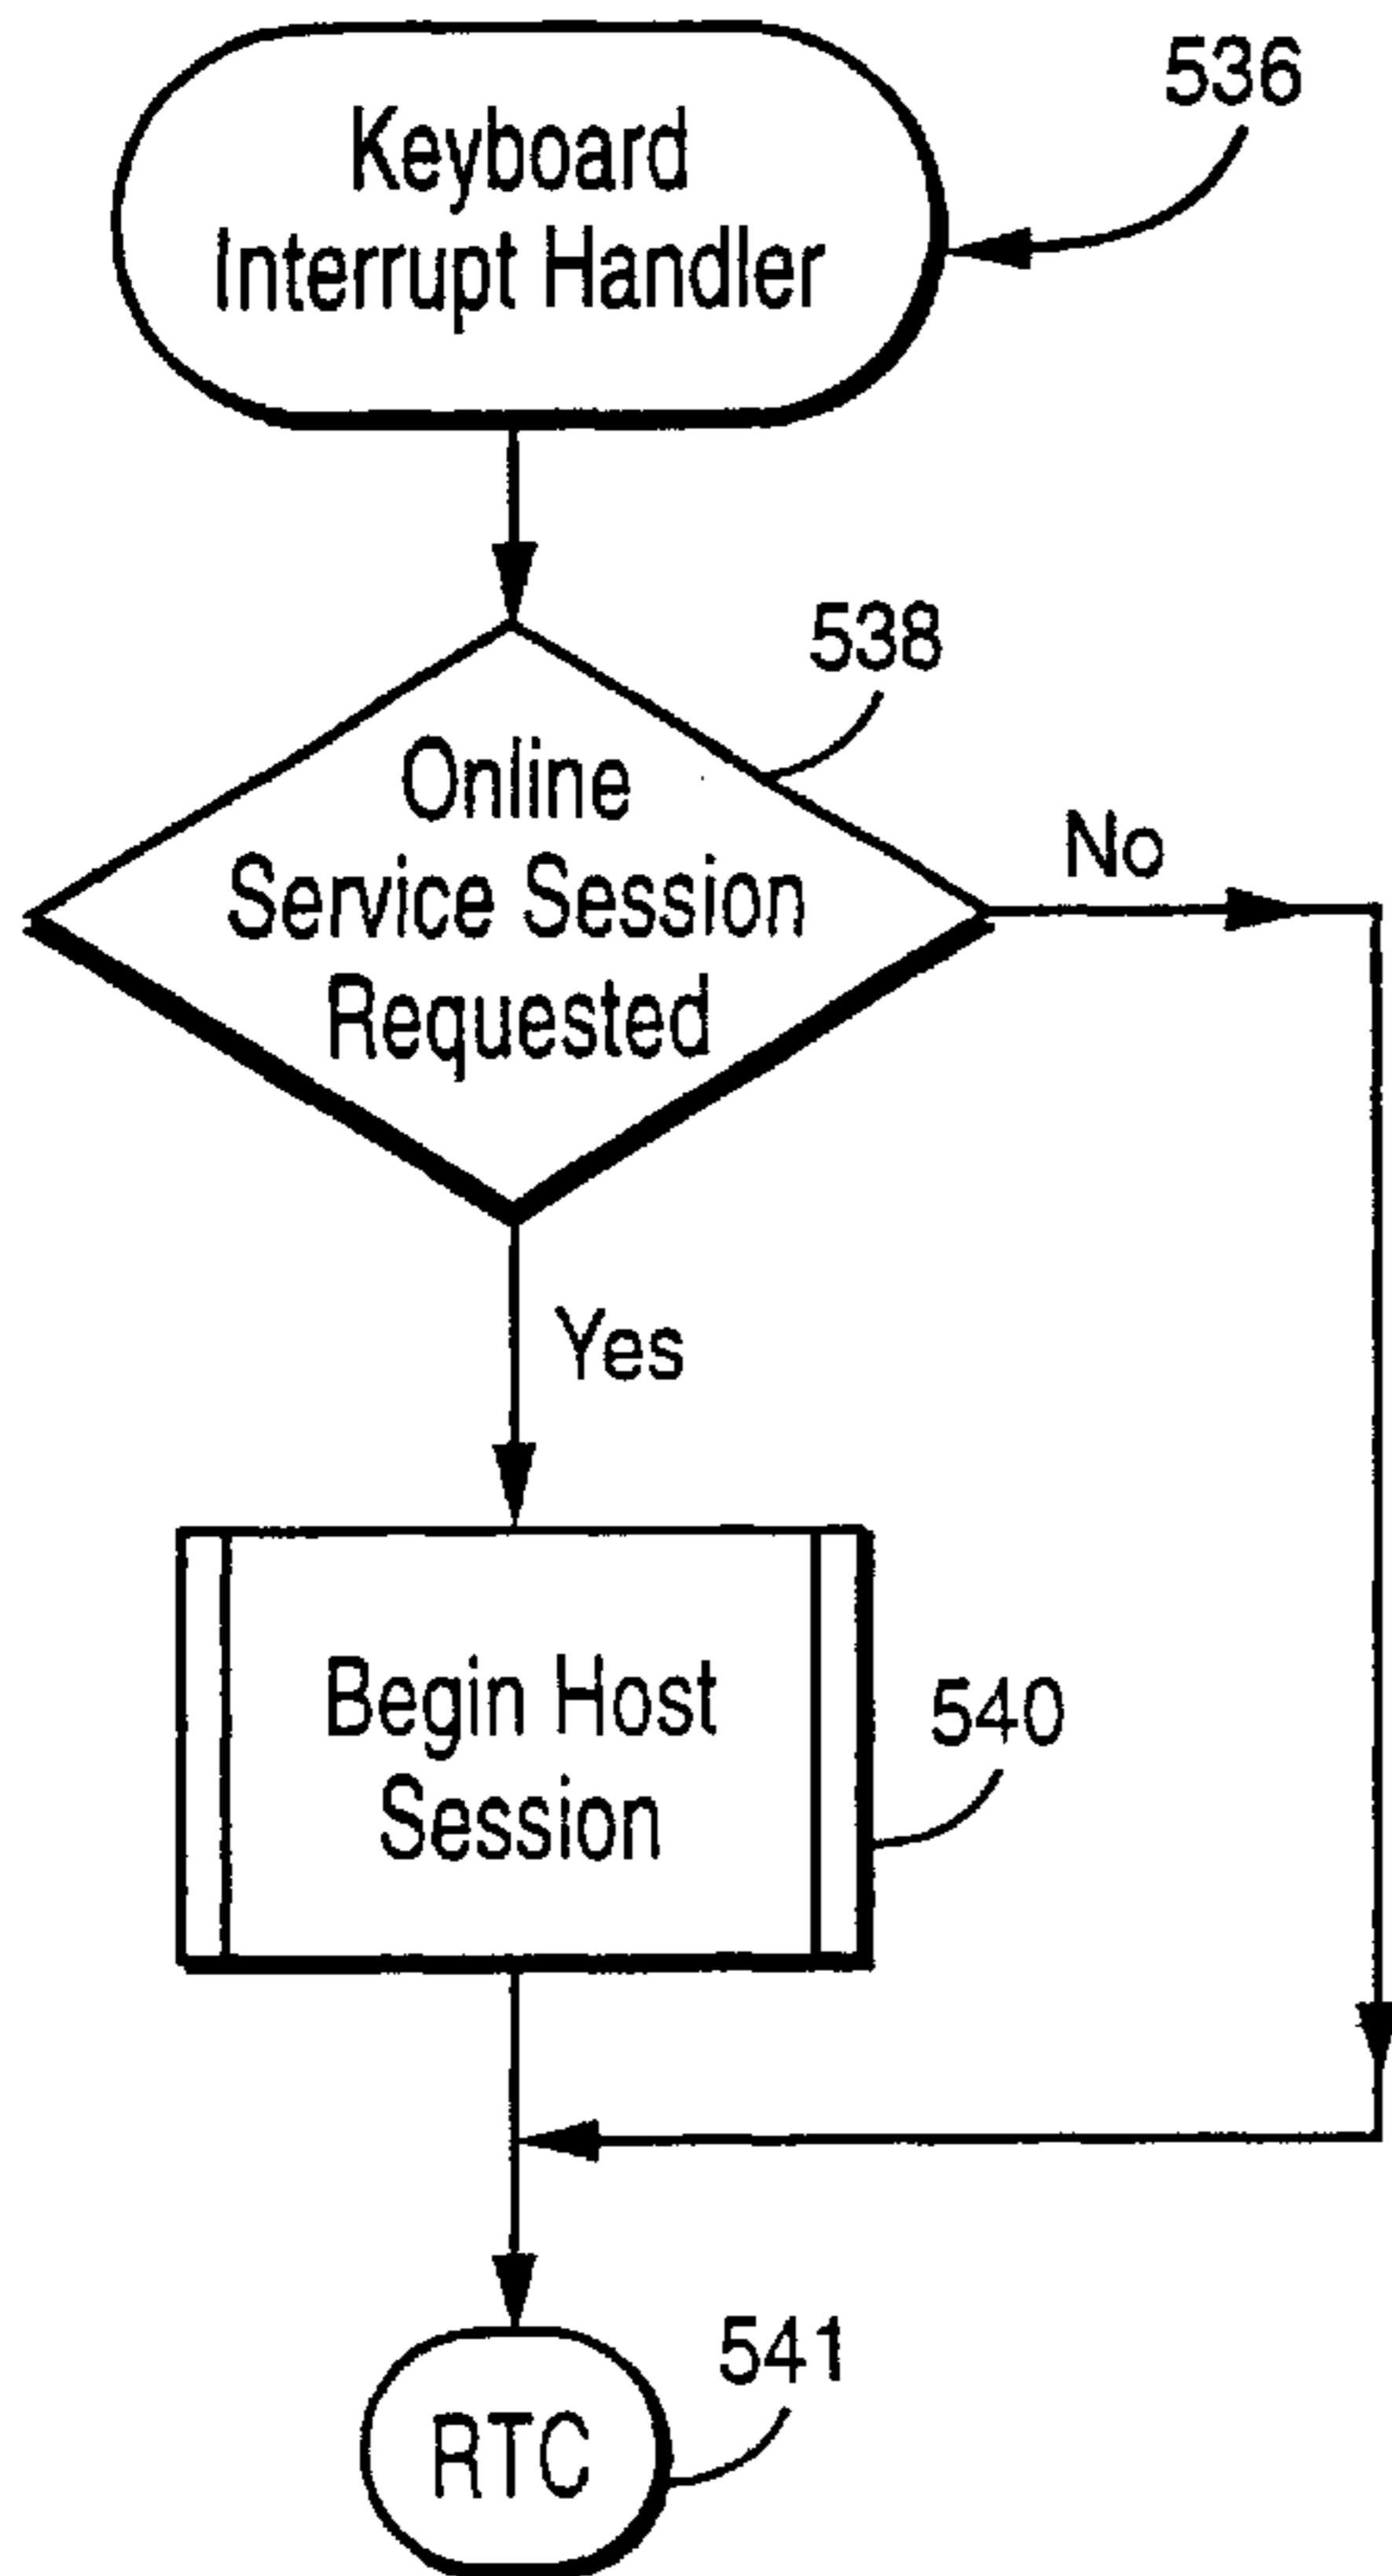 Keyboard
Interrupt Handler
536
538
Online
Service Session
Requested
No
Yes
Begin Host
Session
540
541
RTC